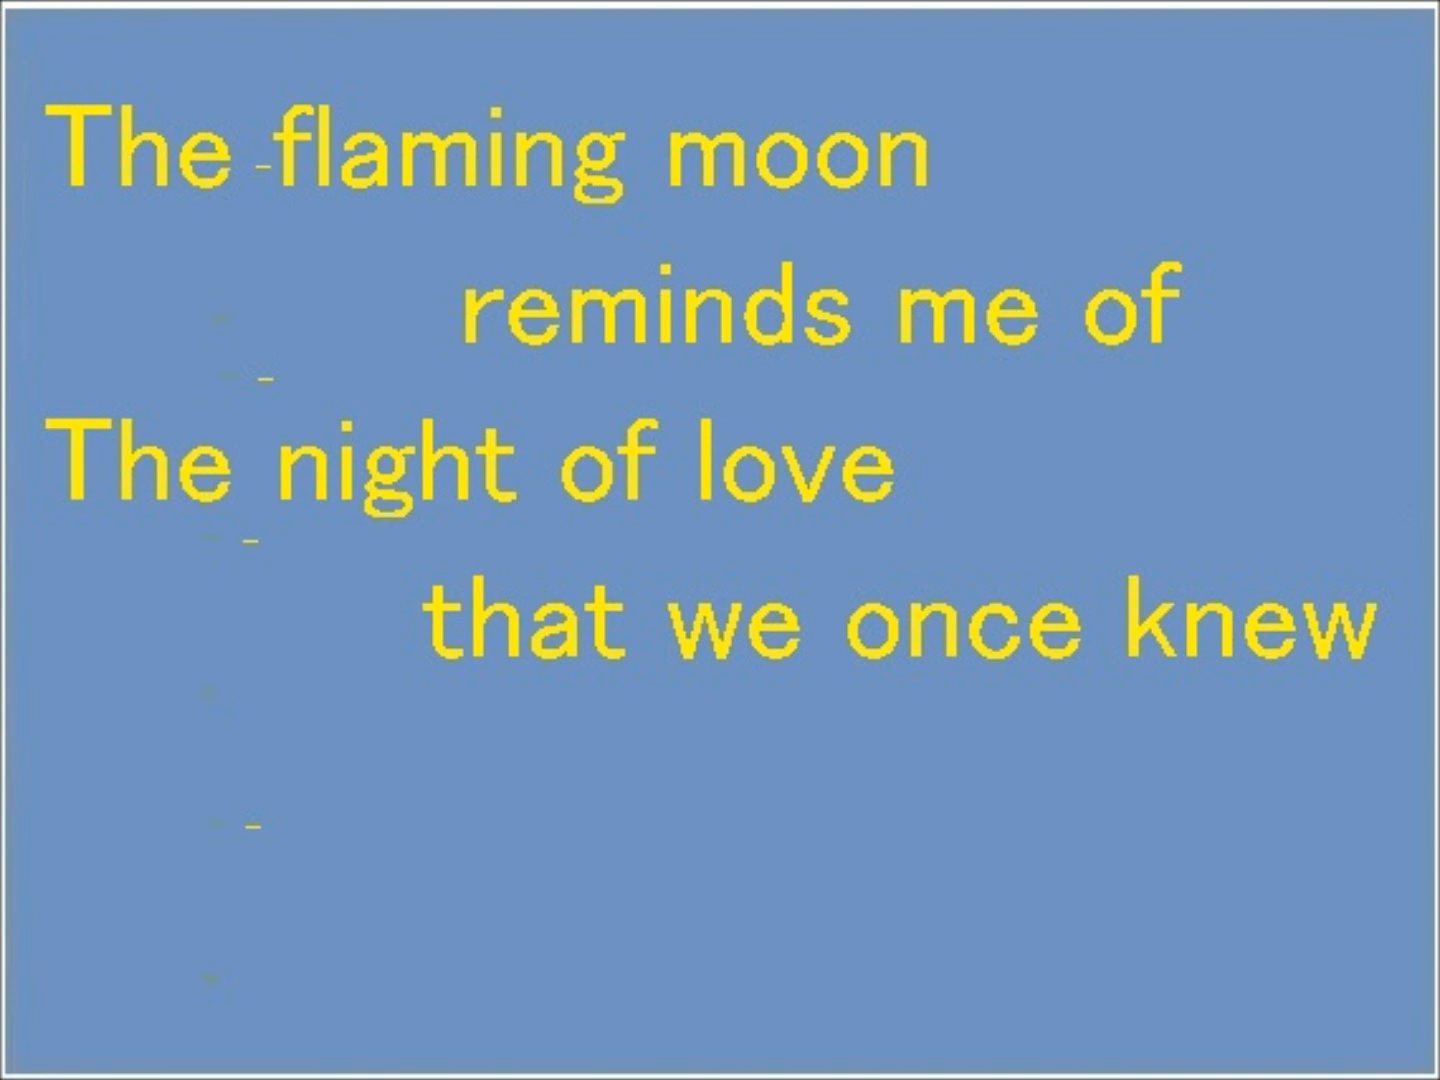 The flaming moon
reminds me of
The night of love
that we once knew